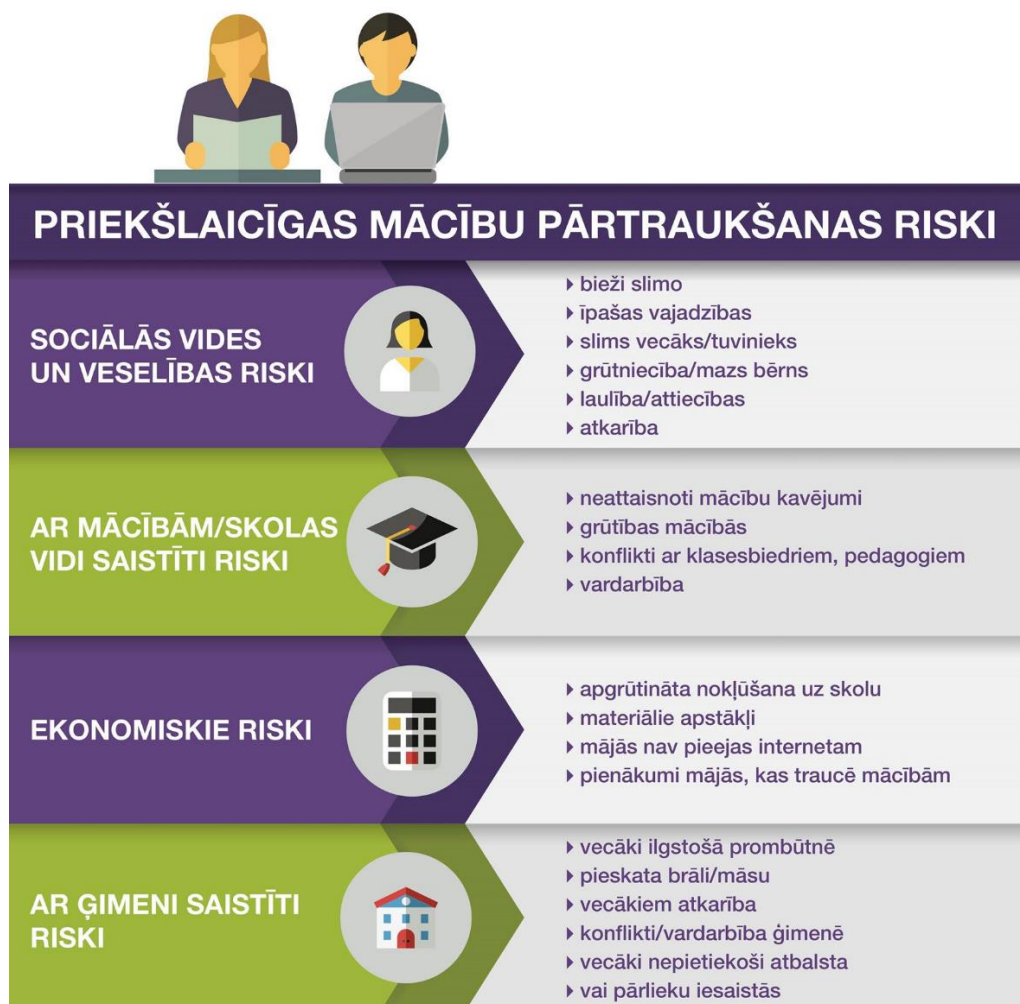 PRIEKŠLAICĪGAS MĀCĪBU PĀRTRAUKŠANAS RISKI
SOCIĀLĀS VIDES
UN VESELĪBAS RISKI
▸ bieži slimo
▸ īpašas vajadzības
▸ slims vecāks/tuvinieks
▸ grūtniecība/mazs bērns
▸ laulība/attiecības
▸ atkarība
AR MĀCĪBĀM/SKOLAS
VIDI SAISTĪTI RISKI
▸ neattaisnoti mācību kavējumi
▸ grūtības mācībās
▸ konflikti ar klasesbiedriem, pedagogiem
▸ vardarbība
EKONOMISKIE RISKI
▸ apgrūtināta nokļūšana uz skolu
▸ materiālie apstākļi
▸ mājās nav pieejas internetam
▸ pienākumi mājās, kas traucē mācībām
AR ĢIMENI SAISTĪTI
RISKI
▸ vecāki ilgstošā prombūtnē
▸ pieskata brāli/māsu
▸ vecākiem atkarība
▸ konflikti/vardarbība ģimenē
▸ vecāki nepietiekoši atbalsta
▸ vai pārlieku iesaistās